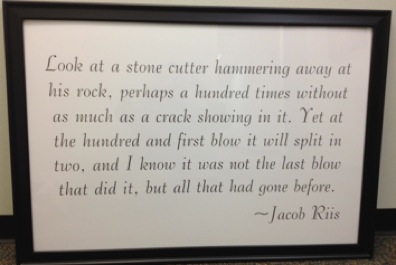 Look at a stone cutter hammering away at
his rock, perhaps a hundred times without
as much as a crack showing in it. Yet at
the hundred and first blow it will split in
two, and I know it was not the last blow
that did it, but all that had gone before.
~Jacob Riis